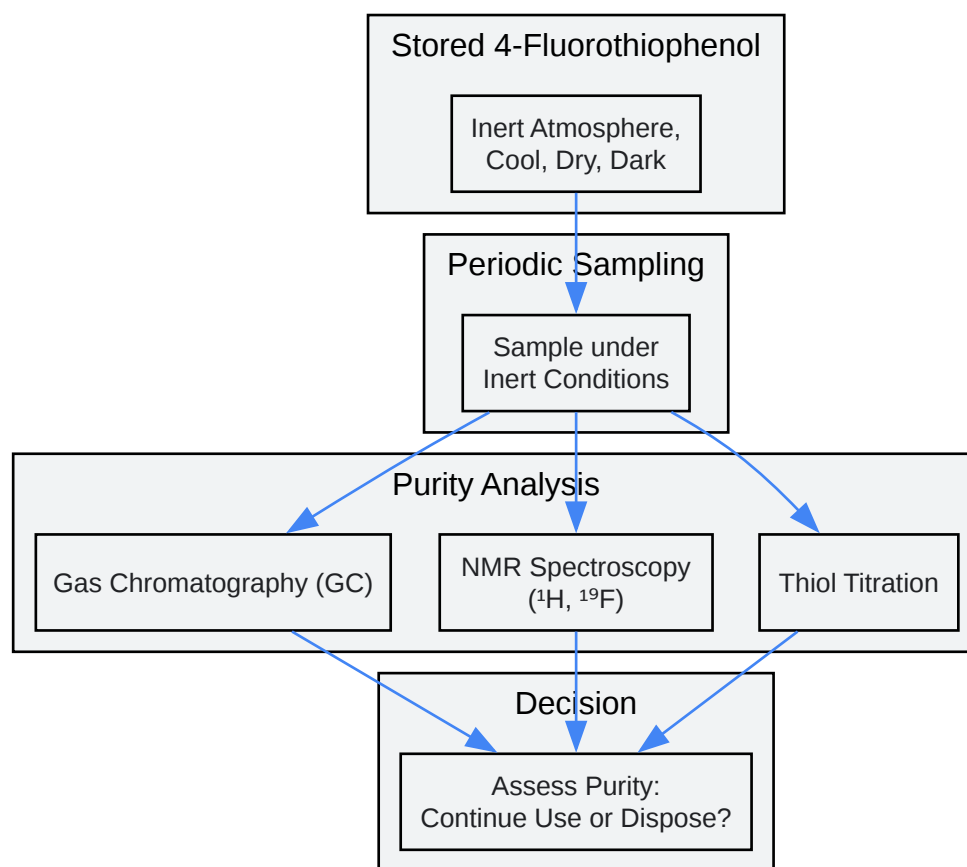 Stored 4-Fluorothiophenol
Inert Atmosphere,
Cool, Dry, Dark
Periodic Sampling
Sample under
Inert Conditions
Purity Analysis
Gas Chromatography (GC)
NMR Spectroscopy
(¹H, ¹⁹F)
Thiol Titration
Decision
Assess Purity:
Continue Use or Dispose?